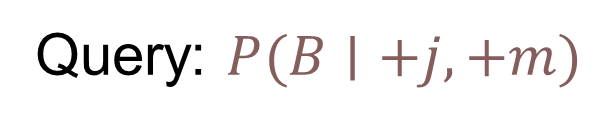 Query: P(B | +j, +m)